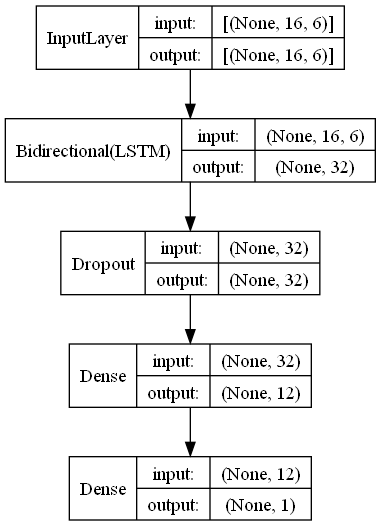 InputLayer
input: [(None, 16, 6)]
output: [(None, 16, 6)]
Bidirectional(LSTM)
input: (None, 16, 6)
output: (None, 32)
Dropout
input: (None, 32)
output: (None, 32)
Dense
input: (None, 32)
output: (None, 12)
Dense
input: (None, 12)
output: (None, 1)